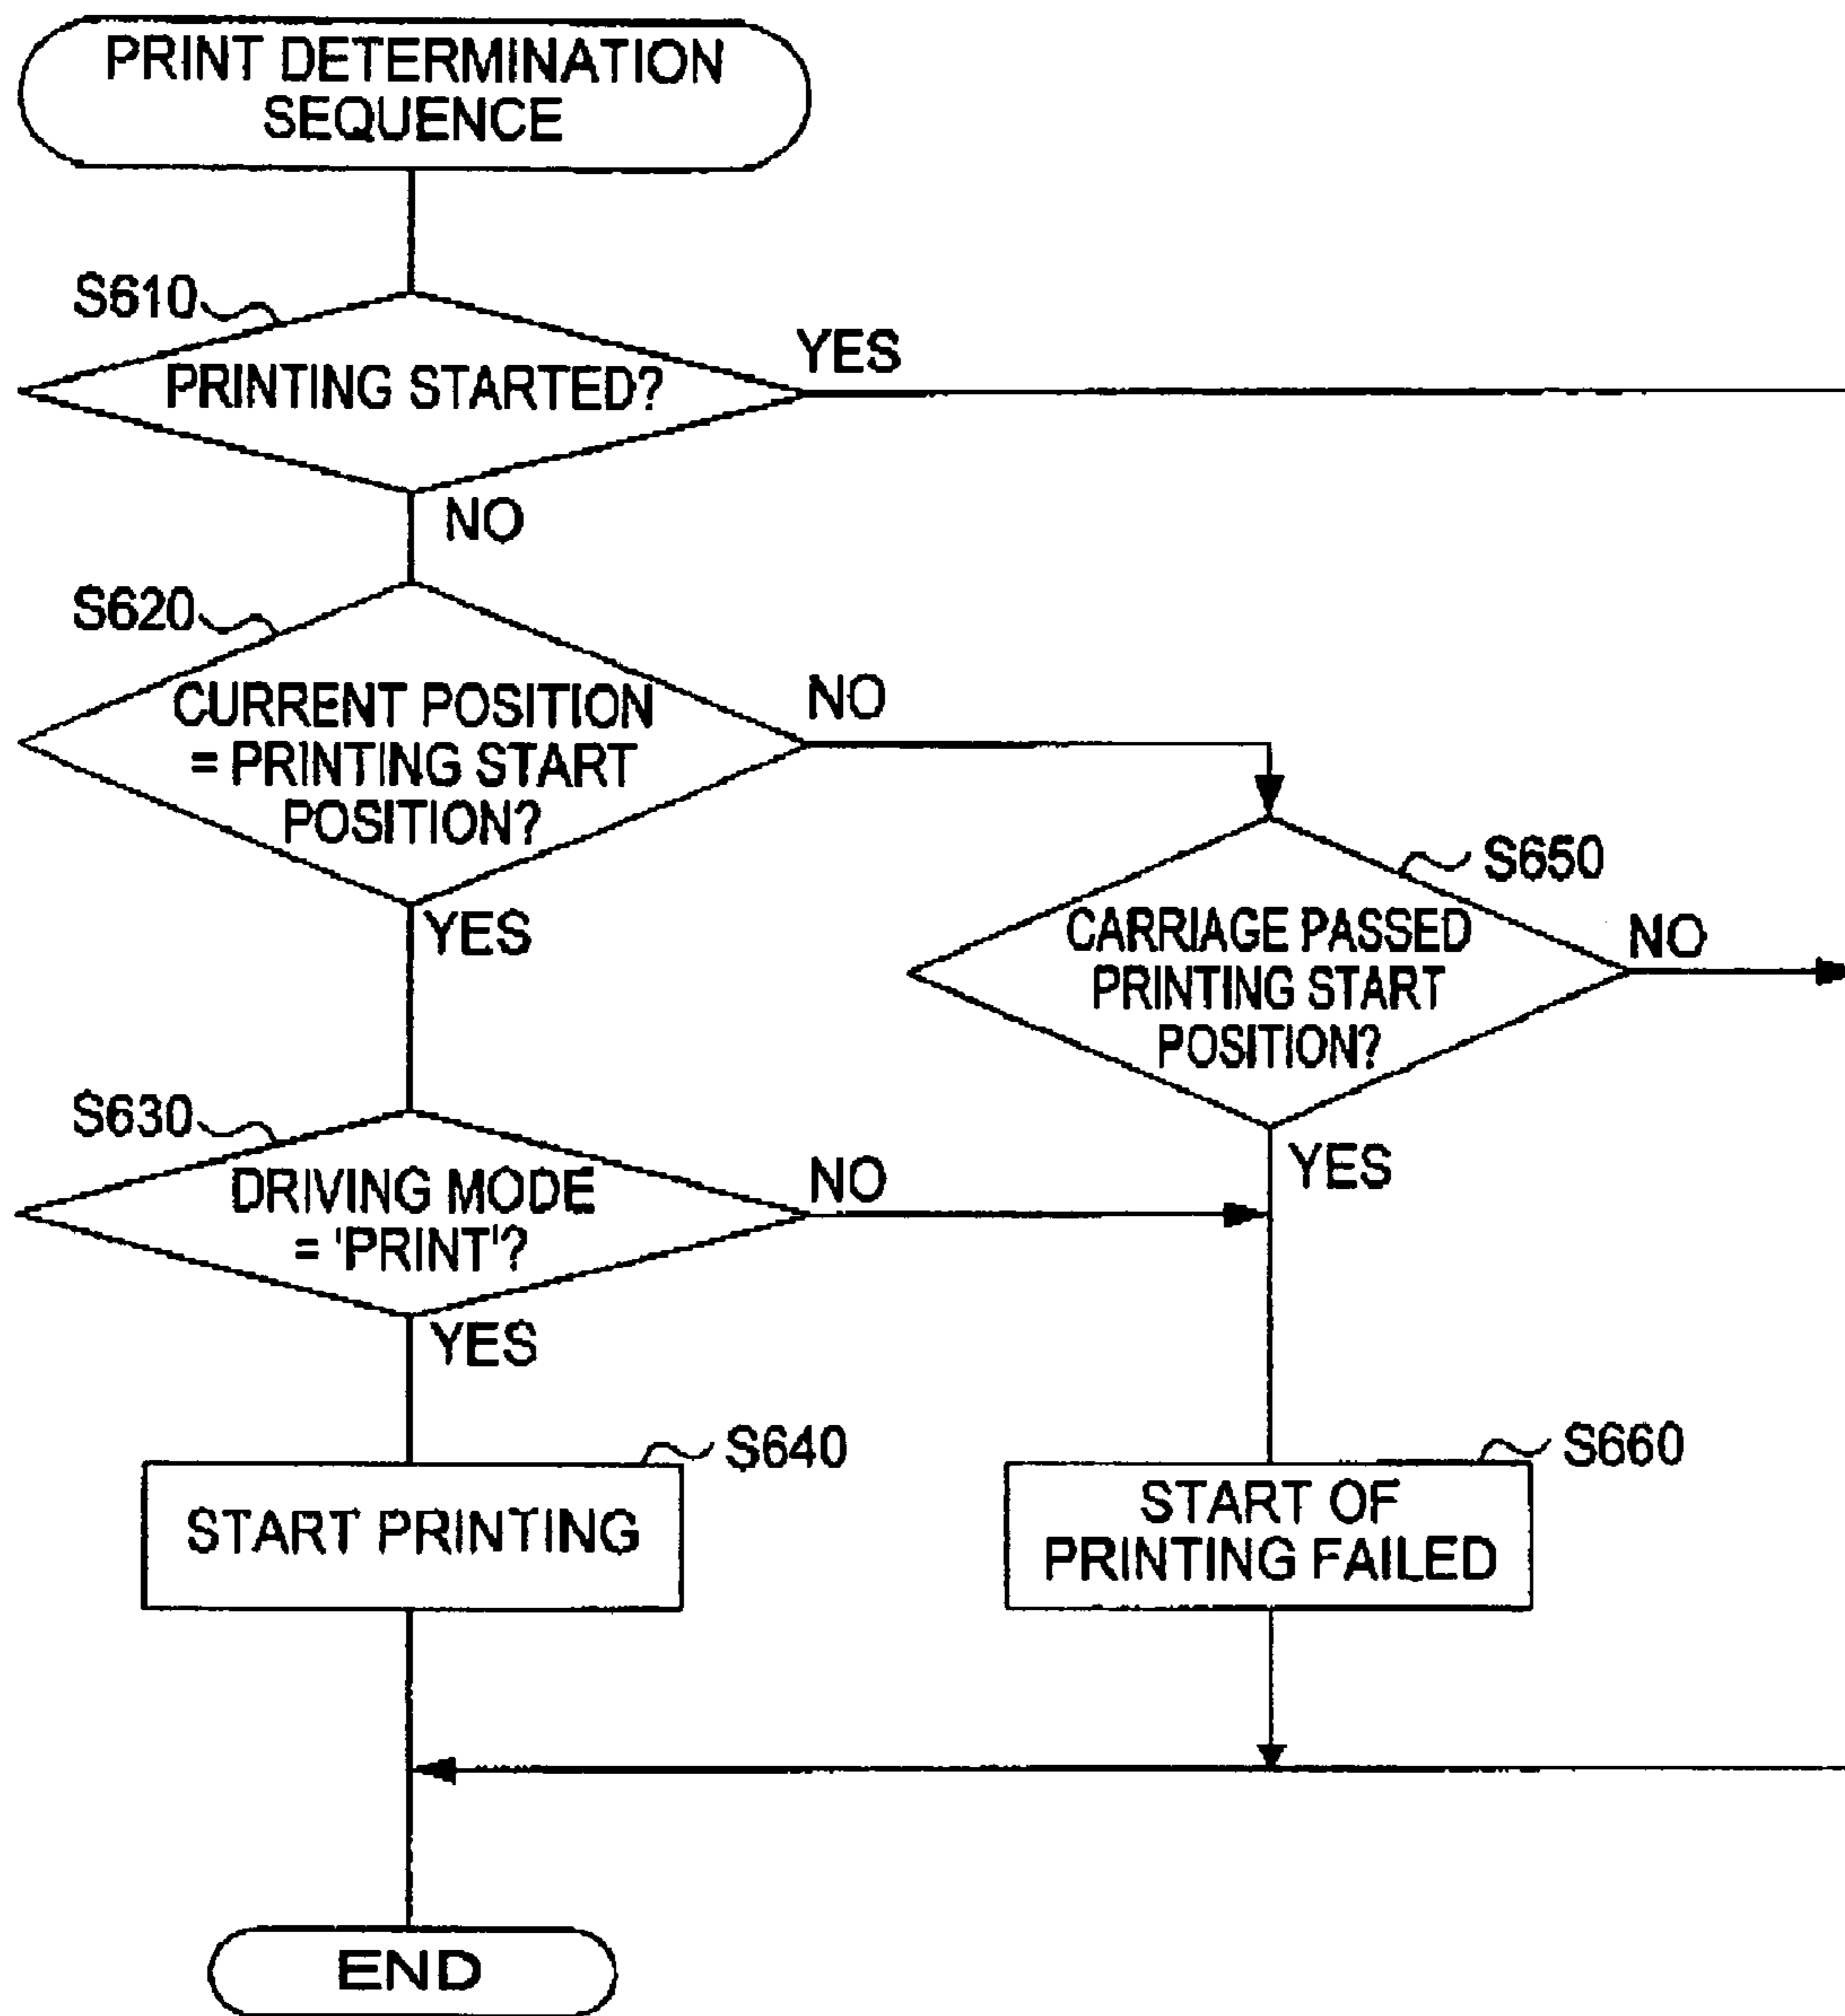 PRINT DETERMINATION
SEQUENCE
S610
PRINTING STARTED?
YES
NO
S620
CURRENT POSITION
= PRINTING START
POSITION?
NO
YES
S650
CARRIAGE PASSED
PRINTING START
POSITION?
NO
YES
S630
DRIVING MODE
= 'PRINT'?
NO
YES
S640
START PRINTING
S660
START OF
PRINTING FAILED
END